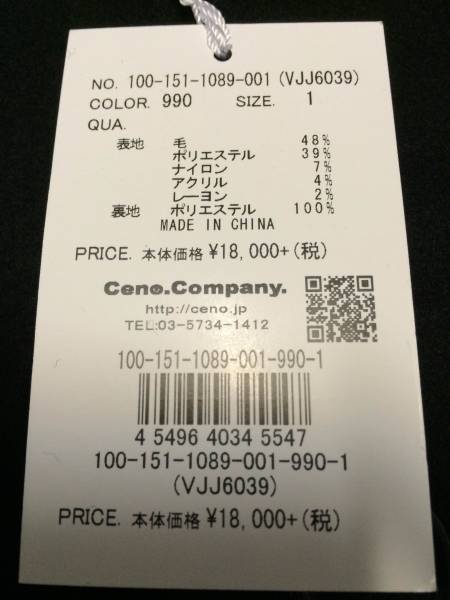 NO. 100-151-1089-001 (VJJ6039)
COLOR. 990 SIZE. 1
QUA.
表地 毛 48%
ポリエステル 39%
ナイロン 7%
アクリル 4%
レーヨン 2%
裏地 ポリエステル 100%
MADE IN CHINA
PRICE. 本体価格 ¥18,000+(税)
Ceno.Company.
http://ceno.jp
TEL:03-5734-1412
100-151-1089-001-990-1
4 54964 034 5547
100-151-1089-001-990-1
(VJJ6039)
PRICE. 本体価格 ¥18,000+(税)